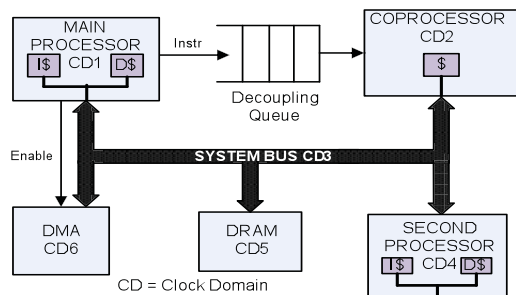 MAIN
PROCESSOR
CD1
I$
D$
Instr
Decoupling
Queue
COPROCESSOR
CD2
$
Enable
SYSTEM BUS CD3
DMA
CD6
DRAM
CD5
SECOND
PROCESSOR
CD4
I$
D$
CD = Clock Domain